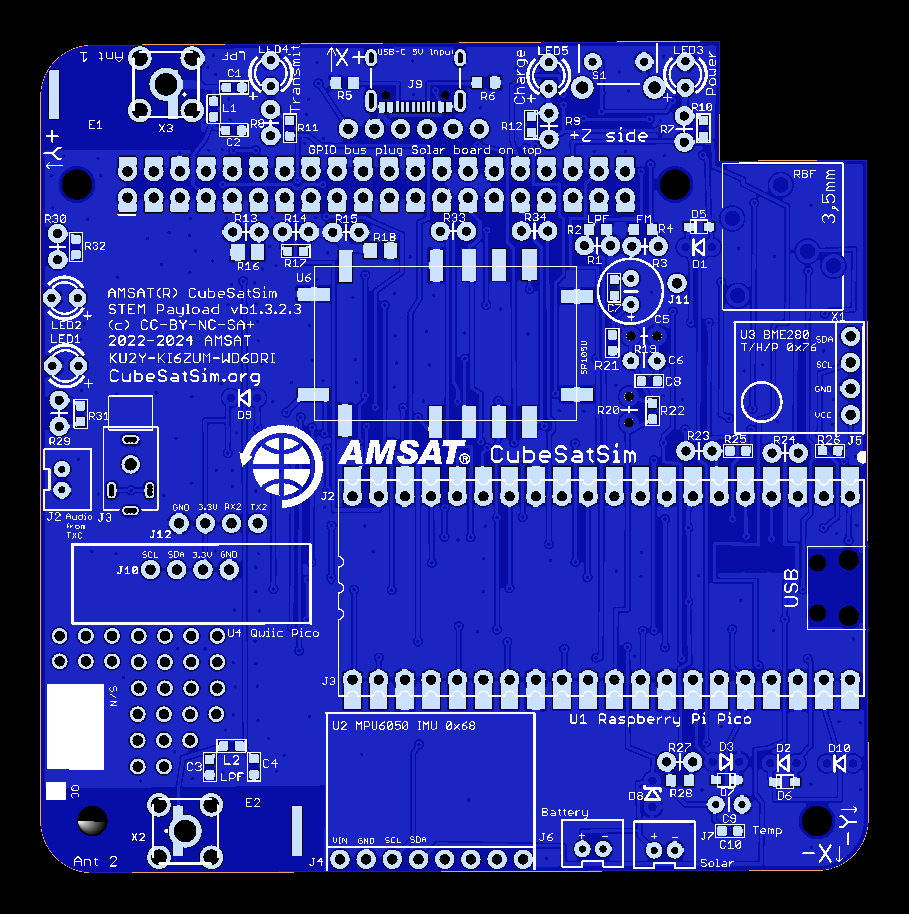 Ant 1
LPF
C1
L1
C2
E1
X3
+Y
LED4
Transmit
+
R8
R11
X+
USB-C 5V input
J9
R5
R6
Charge
LED5
+
S1
LED3
Power
+
R12
R9
R7
R10
+Z side
GPIO bus plug Solar board on top
RBF
3,5mm
R30
R32
R13
R14
R15
R16
R17
R18
R33
R34
LPF
FM
R2
R4
R1
R3
D5
D1
U6
SR105U
C7
+
J11
C5
R19
R21
C6
C8
R20
R22
X1
U3 BME280
T/H/P 0x76
SDA
SCL
GND
VCC
AMSAT(R) CubeSatSim
STEM Payload vb1.3.2.3
(c) CC-BY-NC-SA+
2022-2024 AMSAT
KU2Y-KI6ZUM-WD6DRI
CubeSatSim.org
LED2
+
LED1
+
D9
R31
R29
AMSAT® CubeSatSim
R23
R25
R24
R26
J5
J2
J2 Audio
from
TXC
J3
J12
GND 3.3V RX2 TX2
SCL SDA 3.3V GND
J10
U4 Qwiic Pico
USB
J3
U1 Raspberry Pi Pico
S/N
U2 MPU6050 IMU 0x68
VIN GND SCL SDA
J4
C3
L2
LPF
C4
E2
X2
Ant 2
R27
R28
D3
D7
D2
D6
D10
D8
C9
C10
Temp
Battery
J6
+ -
+ -
J7
Solar
-X
-Y